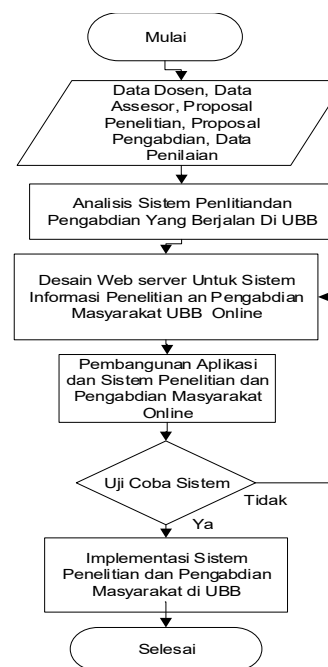 Mulai
Data Dosen, Data
Assesor, Proposal
Penelitian, Proposal
Pengabdian, Data
Penilaian
Analisis Sistem Penlitiandan
Pengabdian Yang Berjalan Di UBB
Desain Web server Untuk Sistem
Informasi Penelitian an Pengabdian
Masyarakat UBB Online
Pembangunan Aplikasi
dan Sistem Penelitian dan
Pengabdian Masyarakat
Online
Uji Coba Sistem
Tidak
Ya
Implementasi Sistem
Penelitian dan Pengabdian
Masyarakat di UBB
Selesai